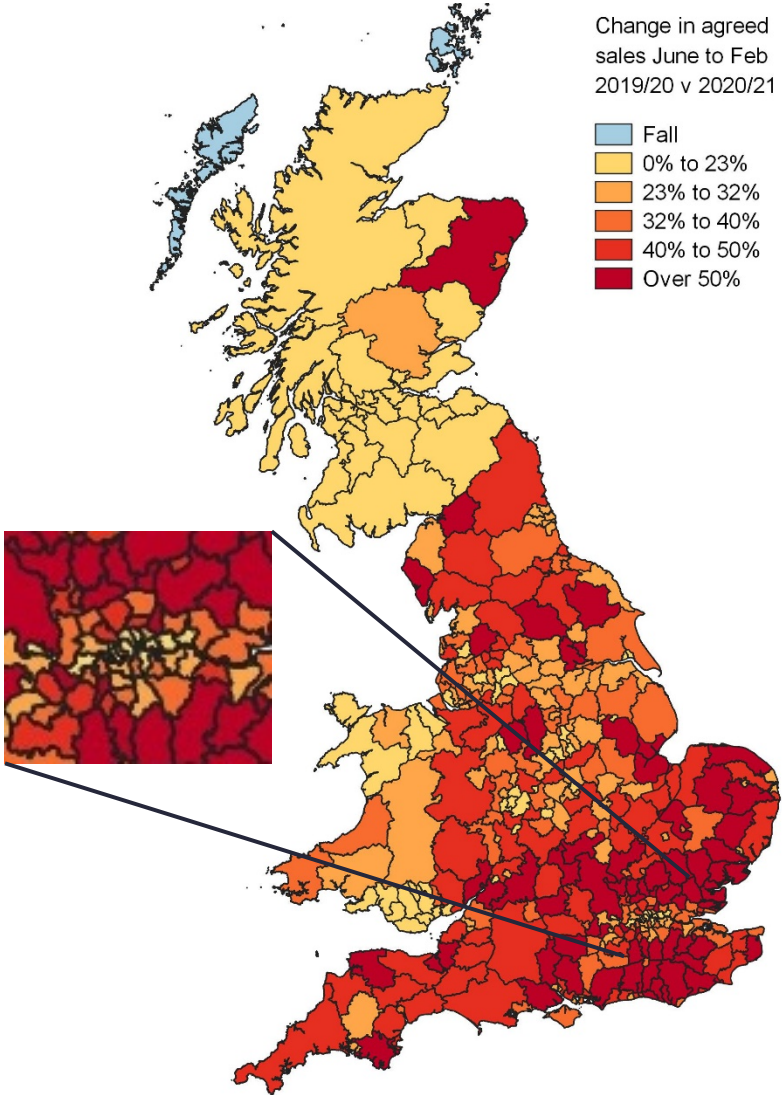 Change in agreed
sales June to Feb
2019/20 v 2020/21
Fall
0% to 23%
23% to 32%
32% to 40%
40% to 50%
Over 50%